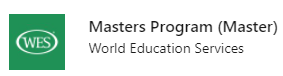 WES
Masters Program (Master)
World Education Services